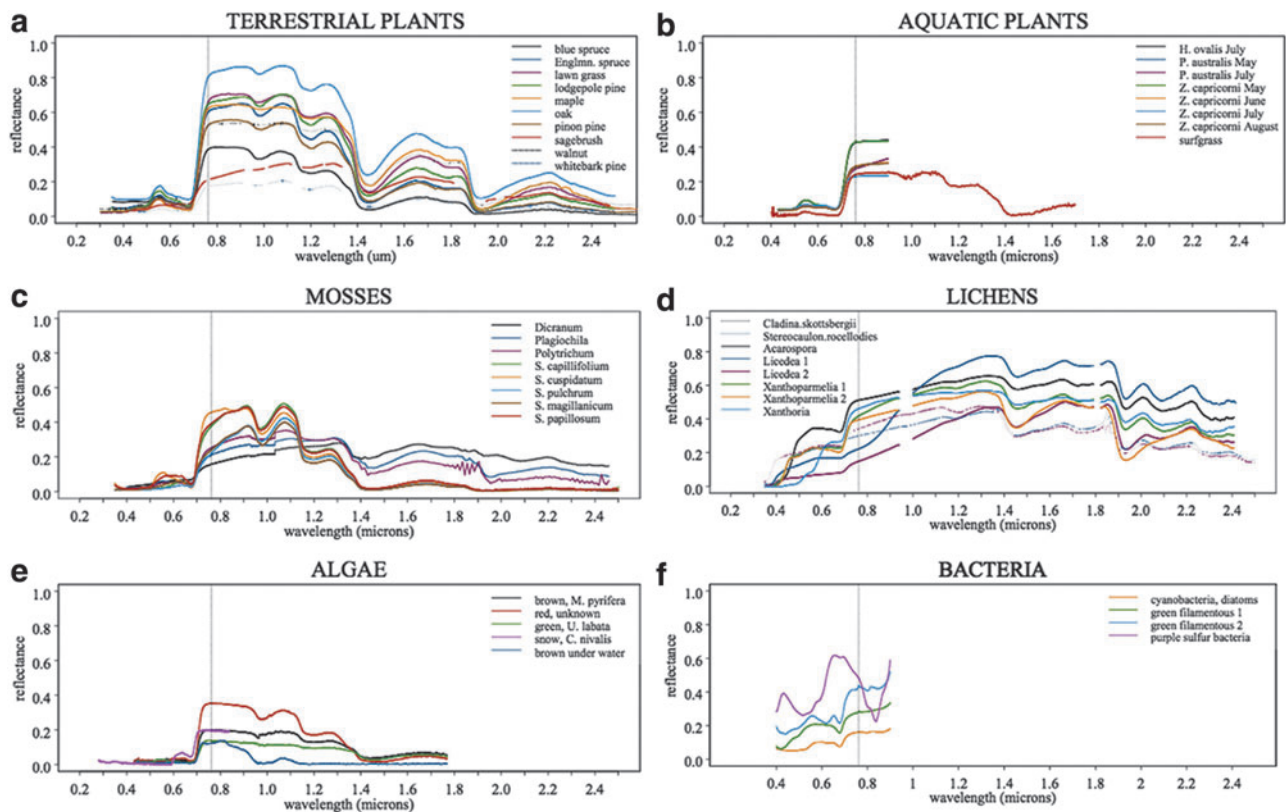 a
TERRESTRIAL PLANTS
1.0
0.8
0.6
0.4
0.2
0.0
reflectance
blue spruce
Englmn. spruce
lawn grass
lodgepole pine
maple
oak
pinon pine
sagebrush
walnut
whitebark pine
0.2 0.4 0.6 0.8 1.0 1.2 1.4 1.6 1.8 2.0 2.2 2.4
wavelength (um)
b
AQUATIC PLANTS
1.0
0.8
0.6
0.4
0.2
0.0
reflectance
H. ovalis July
P. australis May
P. australis July
Z. capricorni May
Z. capricorni June
Z. capricorni July
Z. capricorni August
surfgrass
0.2 0.4 0.6 0.8 1.0 1.2 1.4 1.6 1.8 2.0 2.2 2.4
wavelength (microns)
c
MOSSES
1.0
0.8
0.6
0.4
0.2
0.0
reflectance
Dicranum
Plagiochila
Polytrichum
S. capillifolium
S. cuspidatum
S. pulchrum
S. magillanicum
S. papillosum
0.2 0.4 0.6 0.8 1.0 1.2 1.4 1.6 1.8 2.0 2.2 2.4
wavelength (microns)
d
LICHENS
1.0
0.8
0.6
0.4
0.2
0.0
reflectance
Cladina.skottsbergii
Stereocaulon.rocellodies
Acarospora
Licedea 1
Licedea 2
Xanthoparmelia 1
Xanthoparmelia 2
Xanthoria
0.2 0.4 0.6 0.8 1.0 1.2 1.4 1.6 1.8 2.0 2.2 2.4
wavelength (microns)
e
ALGAE
1.0
0.8
0.6
0.4
0.2
0.0
reflectance
brown, M. pyrifera
red, unknown
green, U. labata
snow, C. nivalis
brown under water
0.2 0.4 0.6 0.8 1.0 1.2 1.4 1.6 1.8 2.0 2.2 2.4
wavelength (microns)
f
BACTERIA
1.0
0.8
0.6
0.4
0.2
0.0
reflectance
cyanobacteria, diatoms
green filamentous 1
green filamentous 2
purple sulfur bacteria
0.2 0.4 0.6 0.8 1.0 1.2 1.4 1.6 1.8 2.0 2.2 2.4
wavelength (microns)